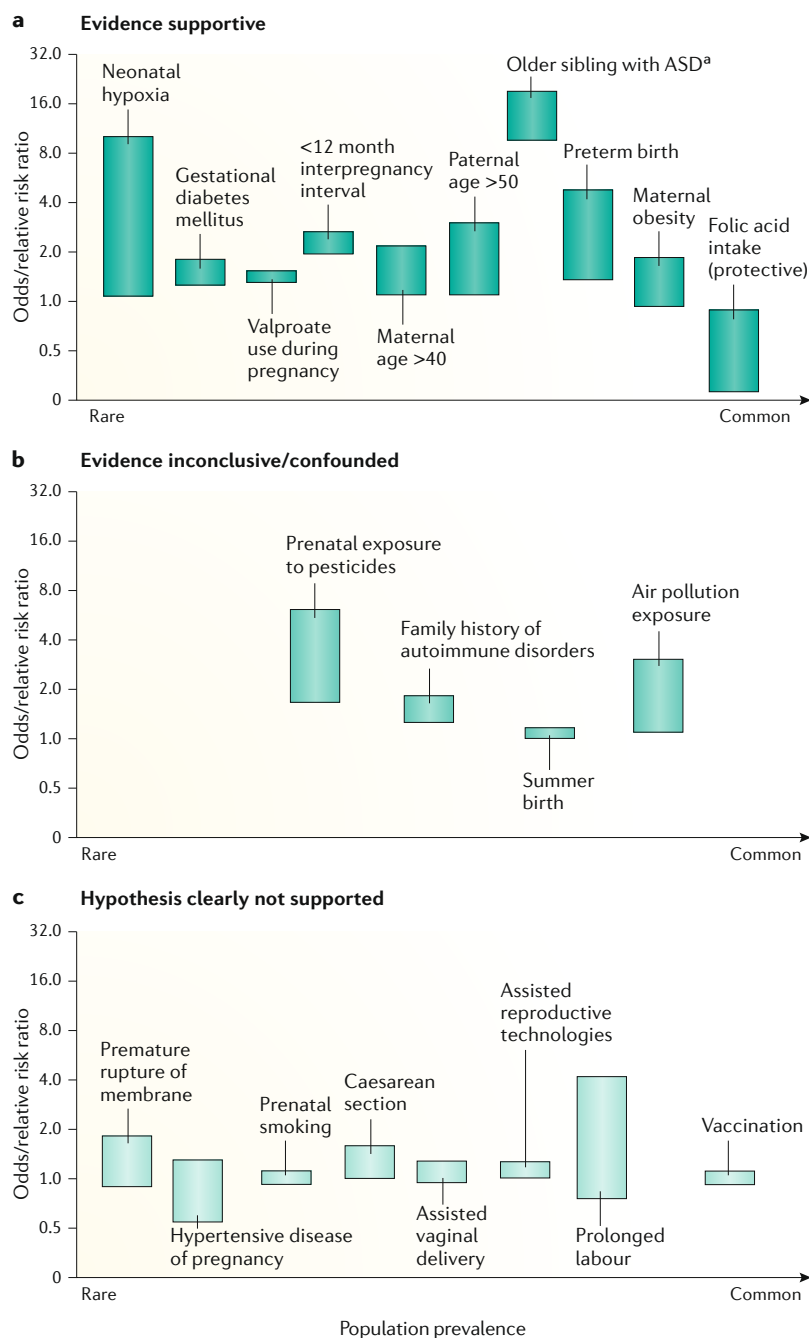 a Evidence supportive
Odds/relative risk ratio
32.0
16.0
8.0
4.0
2.0
1.0
0.5
0
Neonatal
hypoxia
Gestational
diabetes
mellitus
Valproate
use during
pregnancy
<12 month
interpregnancy
interval
Maternal
age >40
Paternal
age >50
Older sibling with ASDᵃ
Preterm birth
Maternal
obesity
Folic acid
intake
(protective)
Rare
Common
b Evidence inconclusive/confounded
Odds/relative risk ratio
32.0
16.0
8.0
4.0
2.0
1.0
0.5
0
Prenatal exposure
to pesticides
Family history of
autoimmune disorders
Summer
birth
Air pollution
exposure
Rare
Common
c Hypothesis clearly not supported
Odds/relative risk ratio
32.0
16.0
8.0
4.0
2.0
1.0
0.5
0
Premature
rupture of
membrane
Hypertensive disease
of pregnancy
Prenatal
smoking
Caesarean
section
Assisted
vaginal
delivery
Assisted
reproductive
technologies
Prolonged
labour
Vaccination
Rare
Common
Population prevalence